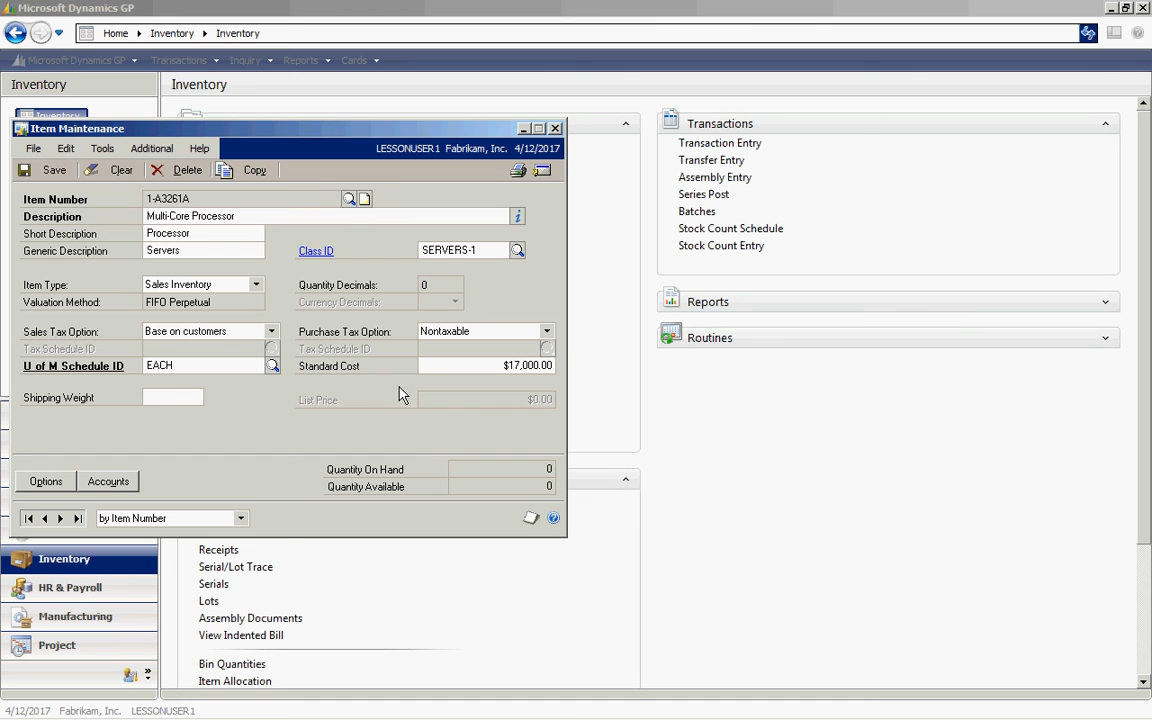 Microsoft Dynamics GP
Home Inventory Inventory
Microsoft Dynamics GP Transactions Inquiry Reports Cards
Inventory
Inventory
Inventory
Item Maintenance
File Edit Tools Additional Help LESSONUSER1 Fabrikam, Inc. 4/12/2017
Save Clear Delete Copy
Item Number 1-A3261A
Description Multi-Core Processor
Short Description Processor
Generic Description Servers Class ID SERVERS-1
Item Type: Sales Inventory Quantity Decimals: 0
Valuation Method: FIFO Perpetual Currency Decimals:
Sales Tax Option: Base on customers Purchase Tax Option: Nontaxable
Tax Schedule ID Tax Schedule ID
U of M Schedule ID EACH Standard Cost $17,000.00
Shipping Weight List Price $0.00
Quantity On Hand 0
Options Accounts Quantity Available 0
by Item Number
Transactions
Transaction Entry
Transfer Entry
Assembly Entry
Series Post
Batches
Stock Count Schedule
Stock Count Entry
Reports
Routines
Receipts
Serial/Lot Trace
Serials
Lots
Assembly Documents
View Indented Bill
Bin Quantities
Item Allocation
Inventory
HR & Payroll
Manufacturing
Project
4/12/2017 Fabrikam, Inc. LESSONUSER1